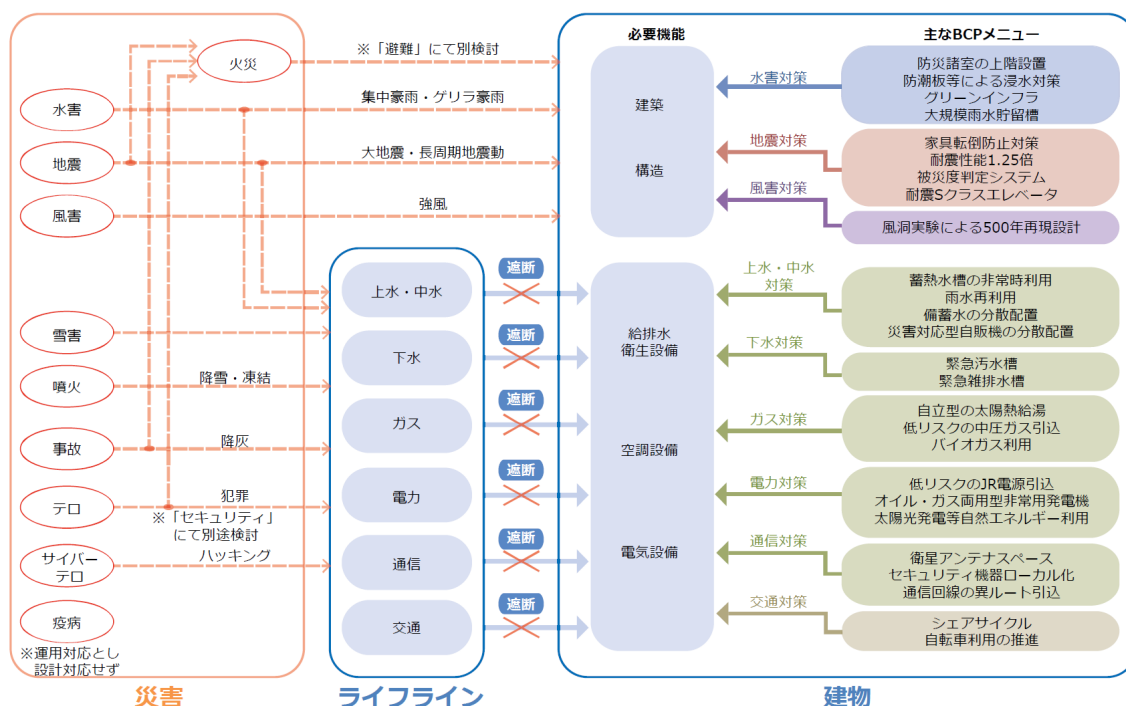 火災
水害
地震
風害
雪害
噴火
事故
テロ
サイバー
テロ
疫病
※運用対応とし
設計対応せず
災害
※「避難」にて別検討
集中豪雨・ゲリラ豪雨
大地震・長周期地震動
強風
降雪・凍結
降灰
犯罪
※「セキュリティ」
にて別途検討
ハッキング
上水・中水
下水
ガス
電力
通信
交通
ライフライン
遮断
遮断
遮断
遮断
遮断
遮断
必要機能
建築
構造
給排水
衛生設備
空調設備
電気設備
水害対策
地震対策
風害対策
上水・中水
対策
下水対策
ガス対策
電力対策
通信対策
交通対策
主なBCPメニュー
防災諸室の上階設置
防潮板等による浸水対策
グリーンインフラ
大規模雨水貯留槽
家具転倒防止対策
耐震性能1.25倍
被災度判定システム
耐震Sクラスエレベータ
風洞実験による500年再現設計
蓄熱水槽の非常時利用
雨水再利用
備蓄水の分散配置
災害対応型自販機の分散配置
緊急汚水槽
緊急雑排水槽
自立型の太陽熱給湯
低リスクの中圧ガス引込
バイオガス利用
低リスクのJR電源引込
オイル・ガス両用型非常用発電機
太陽光発電等自然エネルギー利用
衛星アンテナスペース
セキュリティ機器ローカル化
通信回線の異ルート引込
シェアサイクル
自転車利用の推進
建物